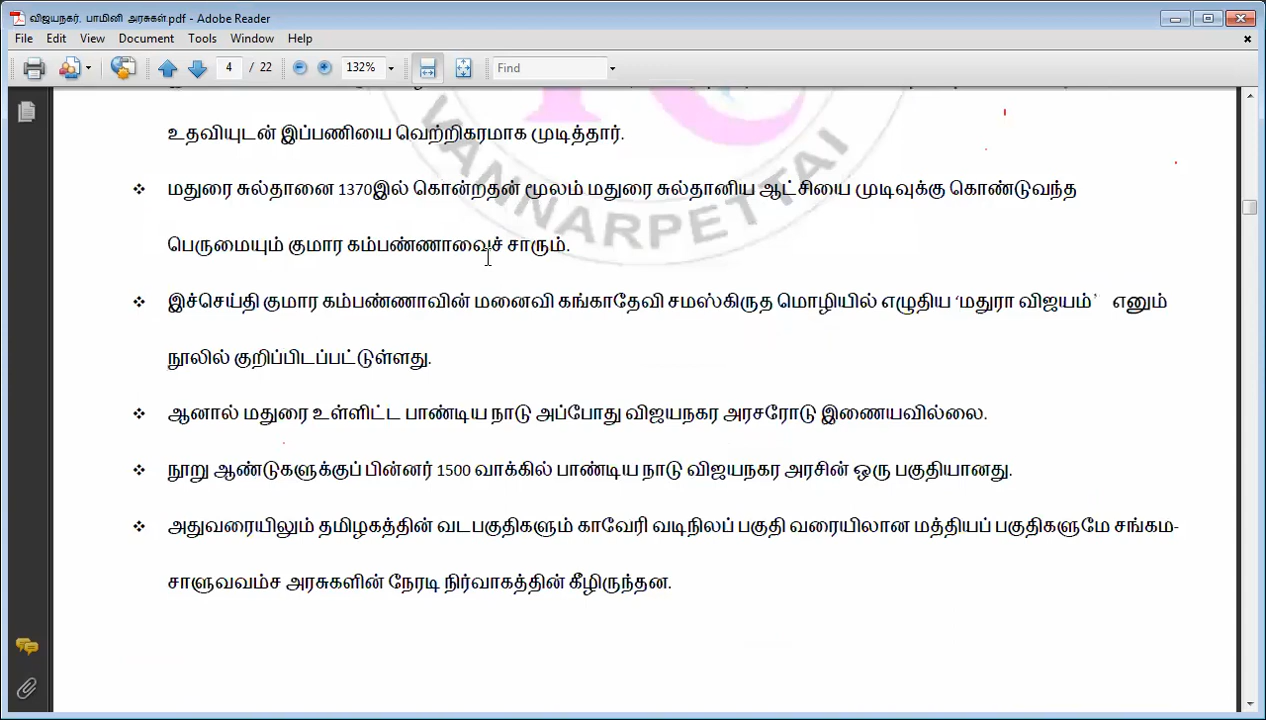 விஜயநகர், பாமினி அரசுகள்.pdf - Adobe Reader
File Edit View Document Tools Window Help
4 / 22 132% Find
உதவியுடன் இப்பணியை வெற்றிகரமாக முடித்தார்.
❖ மதுரை சுல்தானை 1370இல் கொன்றதன் மூலம் மதுரை சுல்தானிய ஆட்சியை முடிவுக்கு கொண்டுவந்த
பெருமையும் குமார கம்பண்ணாவைச் சாரும்.
❖ இச்செய்தி குமார கம்பண்ணாவின் மனைவி கங்காதேவி சமஸ்கிருத மொழியில் எழுதிய ‘மதுரா விஜயம்’ எனும்
நூலில் குறிப்பிடப்பட்டுள்ளது.
❖ ஆனால் மதுரை உள்ளிட்ட பாண்டிய நாடு அப்போது விஜயநகர அரசரோடு இணையவில்லை.
❖ நூறு ஆண்டுகளுக்குப் பின்னர் 1500 வாக்கில் பாண்டிய நாடு விஜயநகர அரசின் ஒரு பகுதியானது.
❖ அதுவரையிலும் தமிழகத்தின் வடபகுதிகளும் காவேரி வடிநிலப் பகுதி வரையிலான மத்தியப் பகுதிகளுமே சங்கம-
சாளுவவம்ச அரசுகளின் நேரடி நிர்வாகத்தின் கீழிருந்தன.
VANNARPETTAI